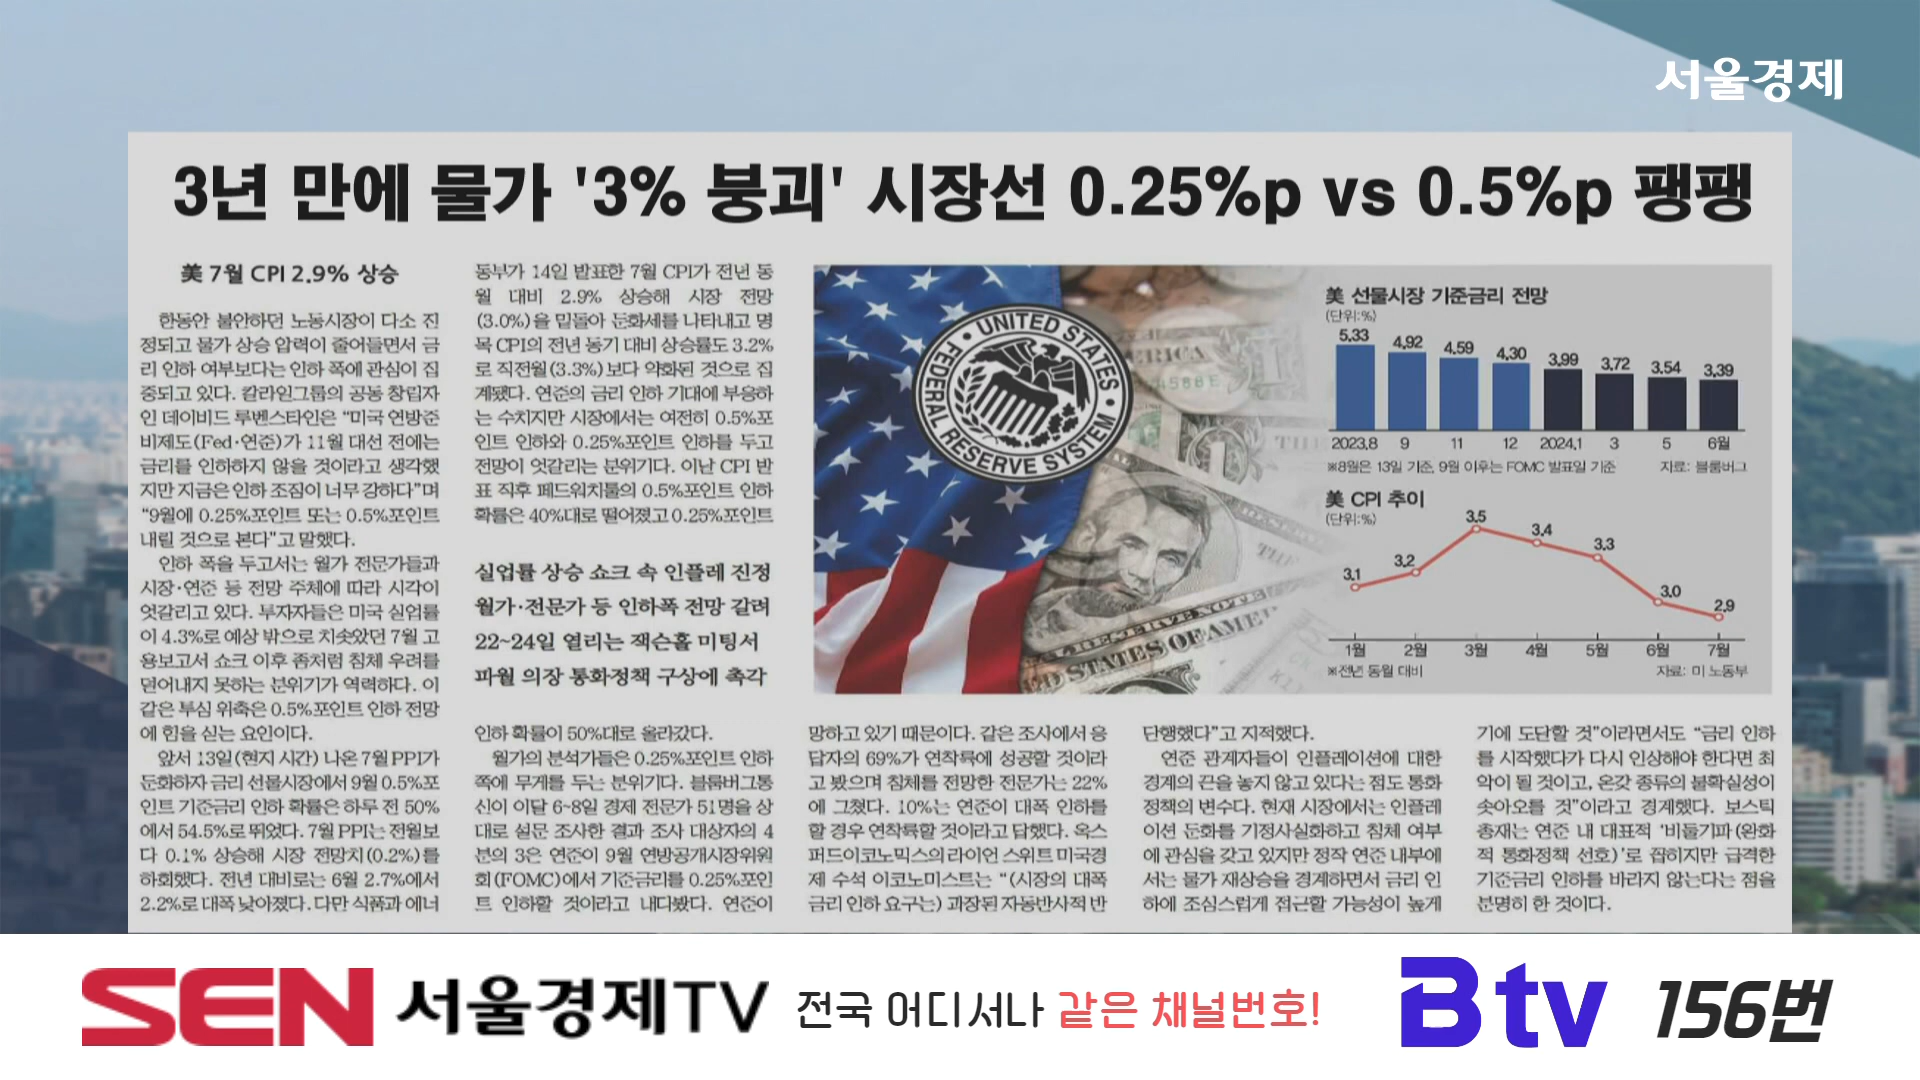 서울경제
3년 만에 물가 '3% 붕괴' 시장선 0.25%p vs 0.5%p 팽팽
美 7월 CPI 2.9% 상승
한동안 불안하던 노동시장이 다소 진
정되고 물가 상승 압력이 줄어들면서 금
리 인하 여부보다는 인하 폭에 관심이 집
중되고 있다. 칼라일그룹의 공동 창립자
인 데이비드 루벤스타인은 “미국 연방준
비제도(Fed·연준)가 11월 대선 전에는
금리를 인하하지 않을 것이라고 생각했
지만 지금은 인하 조짐이 너무 강하다”며
“9월에 0.25%포인트 또는 0.5%포인트
내릴 것으로 본다”고 말했다.
인하 폭을 두고서는 월가 전문가들과
시장·연준 등 전망 주체에 따라 시각이
엇갈리고 있다. 투자자들은 미국 실업률
이 4.3%로 예상 밖으로 치솟았던 7월 고
용보고서 쇼크 이후 좀처럼 침체 우려를
덛어내지 못하는 분위기가 역력하다. 이
같은 투심 위축은 0.5%포인트 인하 전망
에 힘을 싣는 요인이다.
앞서 13일(현지 시간) 나온 7월 PPI가
둔화하자 금리 선물시장에서 9월 0.5%포
인트 기준금리 인하 확률은 하루 전 50%
에서 54.5%로 뛰었다. 7월 PPI는 전월보
다 0.1% 상승해 시장 전망치(0.2%)를
하회했다. 전년 대비로는 6월 2.7%에서
2.2%로 대폭 낮아졌다. 다만 식품과 에너
동부가 14일 발표한 7월 CPI가 전년 동
월 대비 2.9% 상승해 시장 전망
(3.0%)을 밑돌아 둔화세를 나타내고 명
목 CPI의 전년 동기 대비 상승률도 3.2%
로 직전월(3.3%)보다 약화된 것으로 집
계됐다. 연준의 금리 인하 기대에 부응하
는 수치지만 시장에서는 여전히 0.5%포
인트 인하와 0.25%포인트 인하를 두고
전망이 엇갈리는 분위기다. 이난 CPI 발
표 직후 페드워치툴의 0.5%포인트 인하
확률은 40%대로 떨어졌고 0.25%포인트
실업률 상승 쇼크 속 인플레 진정
월가·전문가 등 인하폭 전망 갈려
22~24일 열리는 잭슨홀 미팅서
파월 의장 통화정책 구상에 촉각
인하 확률이 50%대로 올라갔다.
월가의 분석가들은 0.25%포인트 인하
쪽에 무게를 두는 분위기다. 블룸버그통
신이 이달 6~8일 경제 전문가 51명을 상
대로 설문 조사한 결과 조사 대상자의 4
분의 3은 연준이 9월 연방공개시장위원
회(FOMC)에서 기준금리를 0.25%포인
트 인하할 것이라고 내다봤다. 연준이
UNITED STATES
FEDERAL RESERVE SYSTEM
美 선물시장 기준금리 전망
(단위:%)
5.33 4.92 4.59 4.30 3.99 3.72 3.54 3.39
2023.8 9 11 12 2024.1 3 5 6월
※8월은 13일 기준, 9월 이후는 FOMC 발표일 기준 자료: 블룸버그
美 CPI 추이
(단위:%)
3.1 3.2 3.5 3.4 3.3 3.0 2.9
1월 2월 3월 4월 5월 6월 7월
※전년 동월 대비 자료: 미 노동부
망하고 있기 때문이다. 같은 조사에서 응
답자의 69%가 연착륙에 성공할 것이라
고 봤으며 침체를 전망한 전문가는 22%
에 그쳤다. 10%는 연준이 대폭 인하를
할 경우 연착륙할 것이라고 답했다. 옥스
퍼드이코노믹스의 라이언 스위트 미국경
제 수석 이코노미스트는 “(시장의 대폭
금리 인하 요구는) 과장된 자동반사적 반
단행했다”고 지적했다.
연준 관계자들이 인플레이션에 대한
경계의 끈을 놓지 않고 있다는 점도 통화
정책의 변수다. 현재 시장에서는 인플레
이션 둔화를 기정사실화하고 침체 여부
에 관심을 갖고 있지만 정작 연준 내부에
서는 물가 재상승을 경계하면서 금리 인
하에 조심스럽게 접근할 가능성이 높게
기에 도단할 것”이라면서도 “금리 인하
를 시작했다가 다시 인상해야 한다면 최
악이 될 것이고, 온갖 종류의 불확실성이
솟아오를 것”이라고 경계했다. 보스틱
총재는 연준 내 대표적 '비둘기파(완화
적 통화정책 선호)'로 잡히지만 급격한
기준금리 인하를 바라지 않는다는 점을
분명히 한 것이다.
SEN 서울경제TV 전국 어디서나 같은 채널번호! B tv 156번